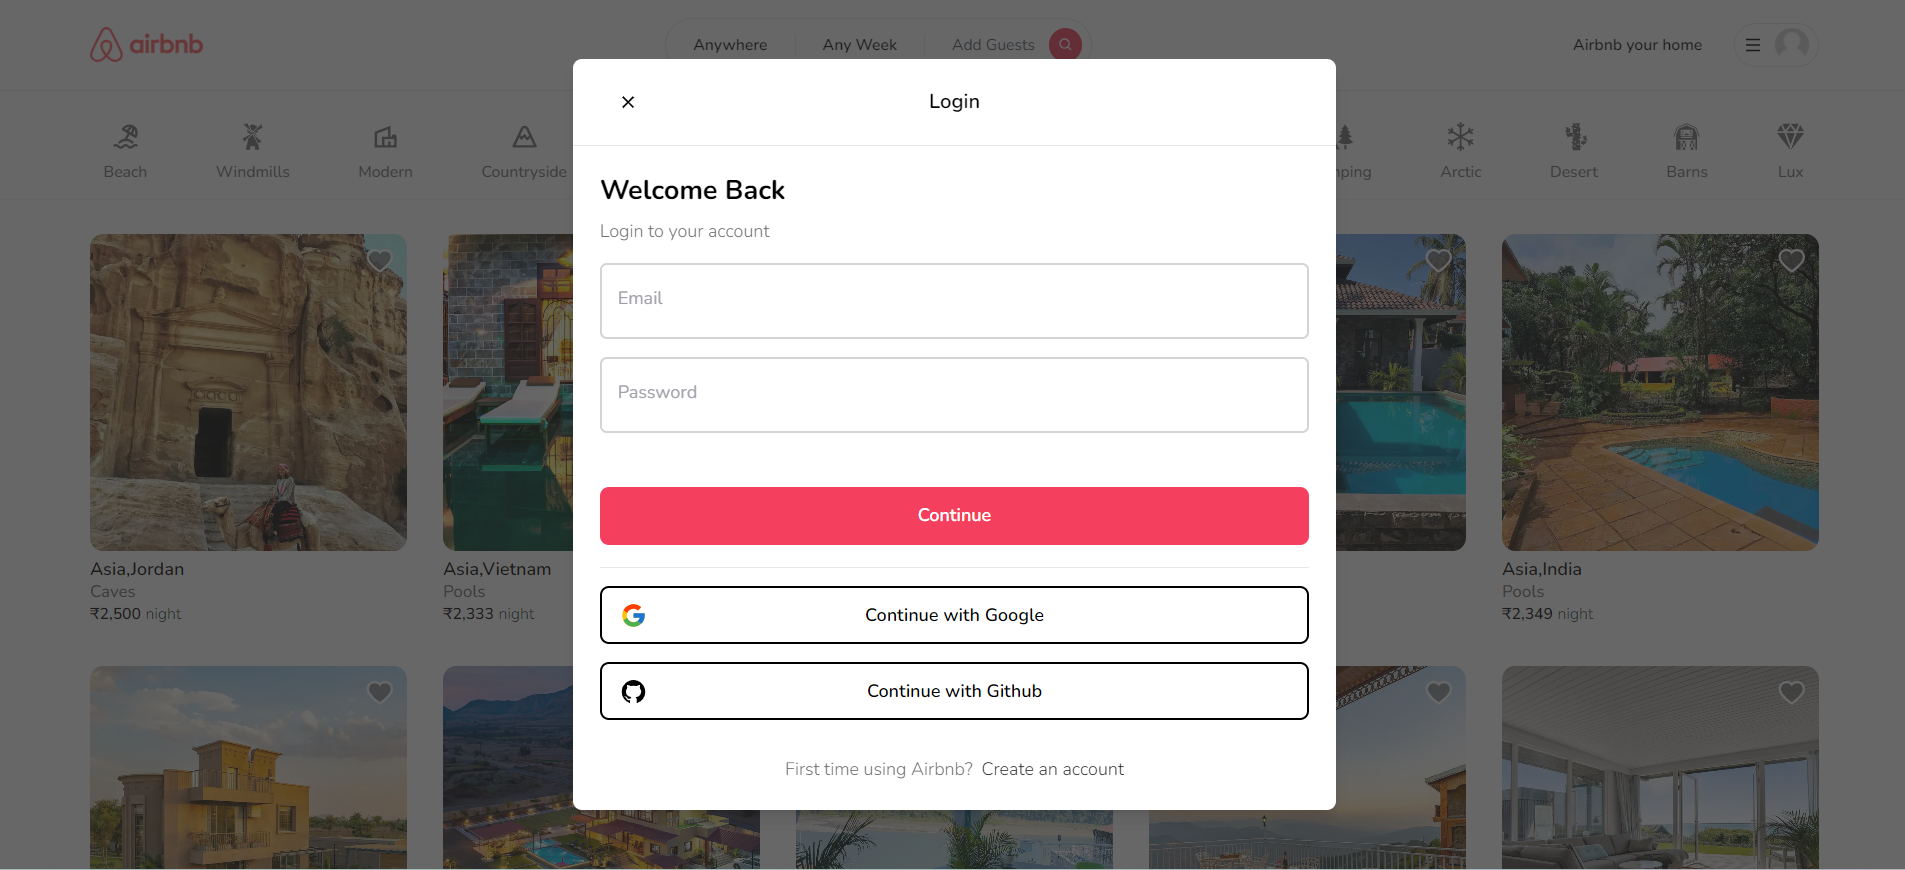 airbnb
Anywhere
Any Week
Add Guests
Airbnb your home
Login
Beach
Windmills
Modern
Countryside
Arctic
Desert
Barns
Lux
Welcome Back
Login to your account
Email
Password
Continue
Continue with Google
Continue with Github
First time using Airbnb? Create an account
Asia,Jordan
Caves
₹2,500 night
Asia,Vietnam
Pools
₹2,333 night
Asia,India
Pools
₹2,349 night